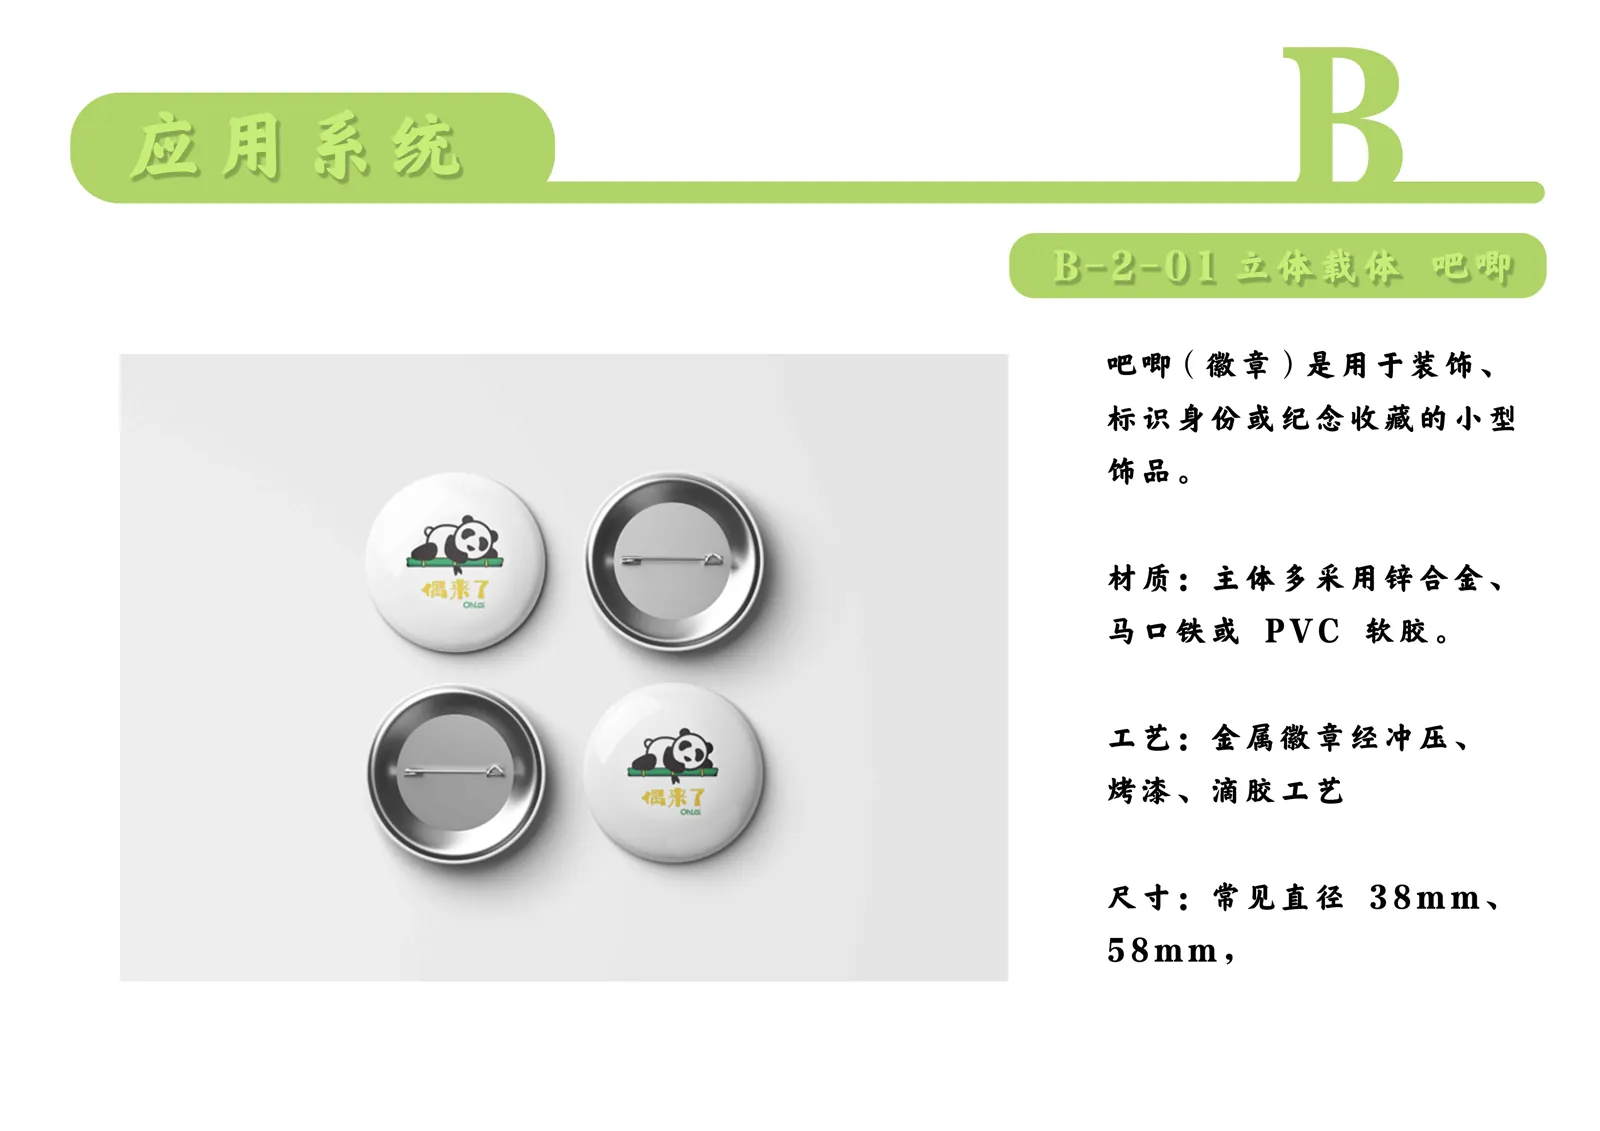 应用系统
B
B-2-01立体载体 吧唧
吧唧（徽章）是用于装饰、
标识身份或纪念收藏的小型
饰品。
材质：主体多采用锌合金、
马口铁或 PVC 软胶。
工艺：金属徽章经冲压、
烤漆、滴胶工艺
尺寸：常见直径 38mm、
58mm，
偶来了
OhLai
偶来了
OhLai